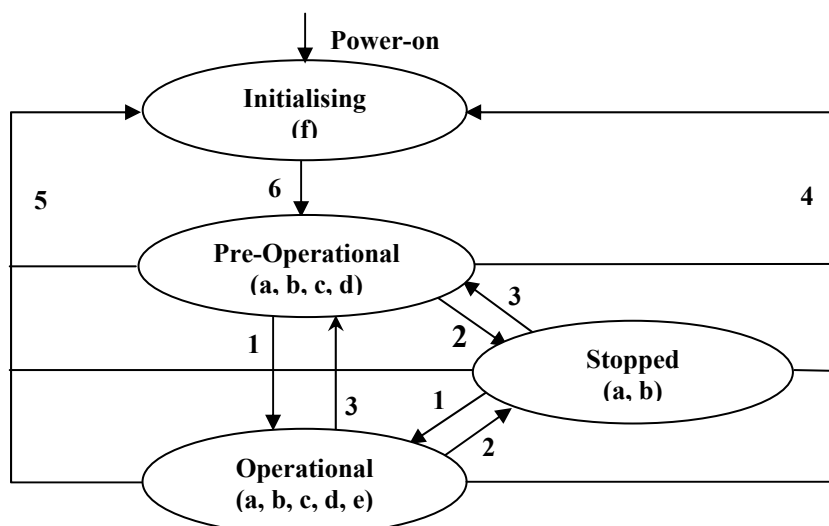 Power-on
Initialising
(f)
5
6
4
Pre-Operational
(a, b, c, d)
3
1
2
Stopped
(a, b)
1
3
2
Operational
(a, b, c, d, e)